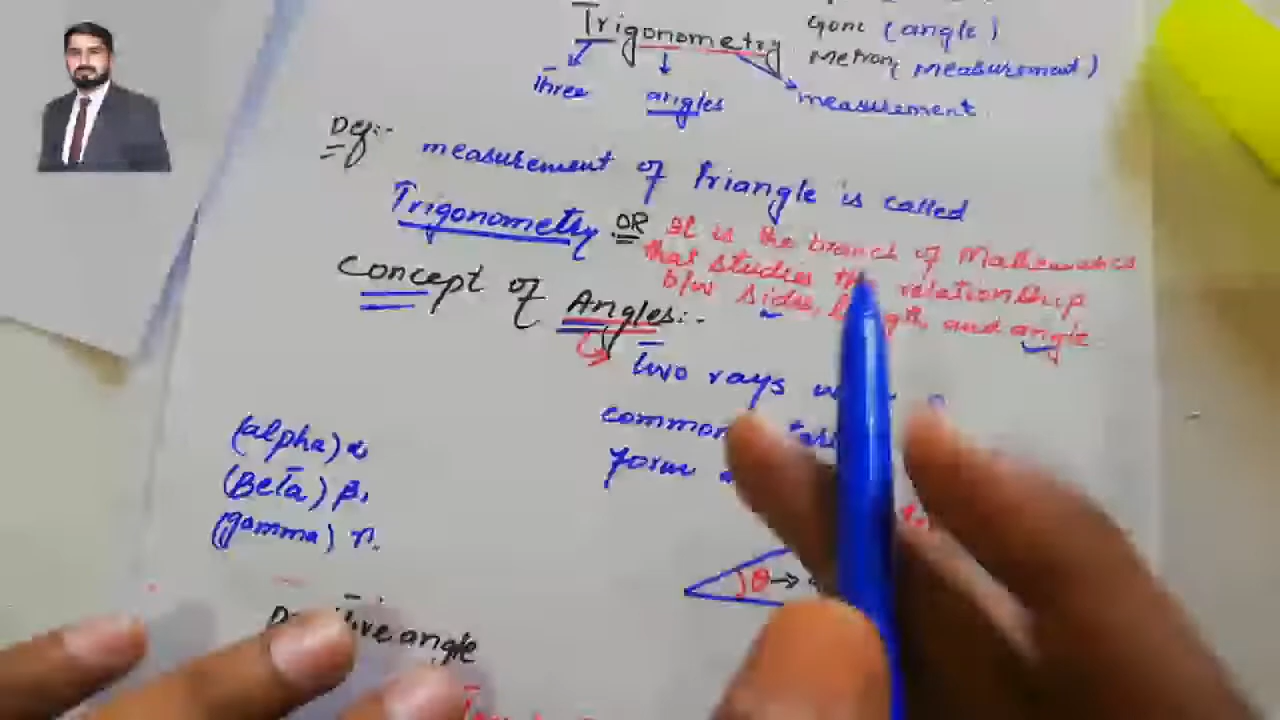 Trigonometry
Gone (angle)
Metron (measurement)
Three
angles
measurement
Def:-
measurement of Triangle is called
Trigonometry OR It is the branch of Mathematics
that studies the relationship
b/w sides, length, and angle
Concept of Angles:-
Two rays
common
form
(alpha) α
(Beta) β,
(gamma) γ.
θ→
angle